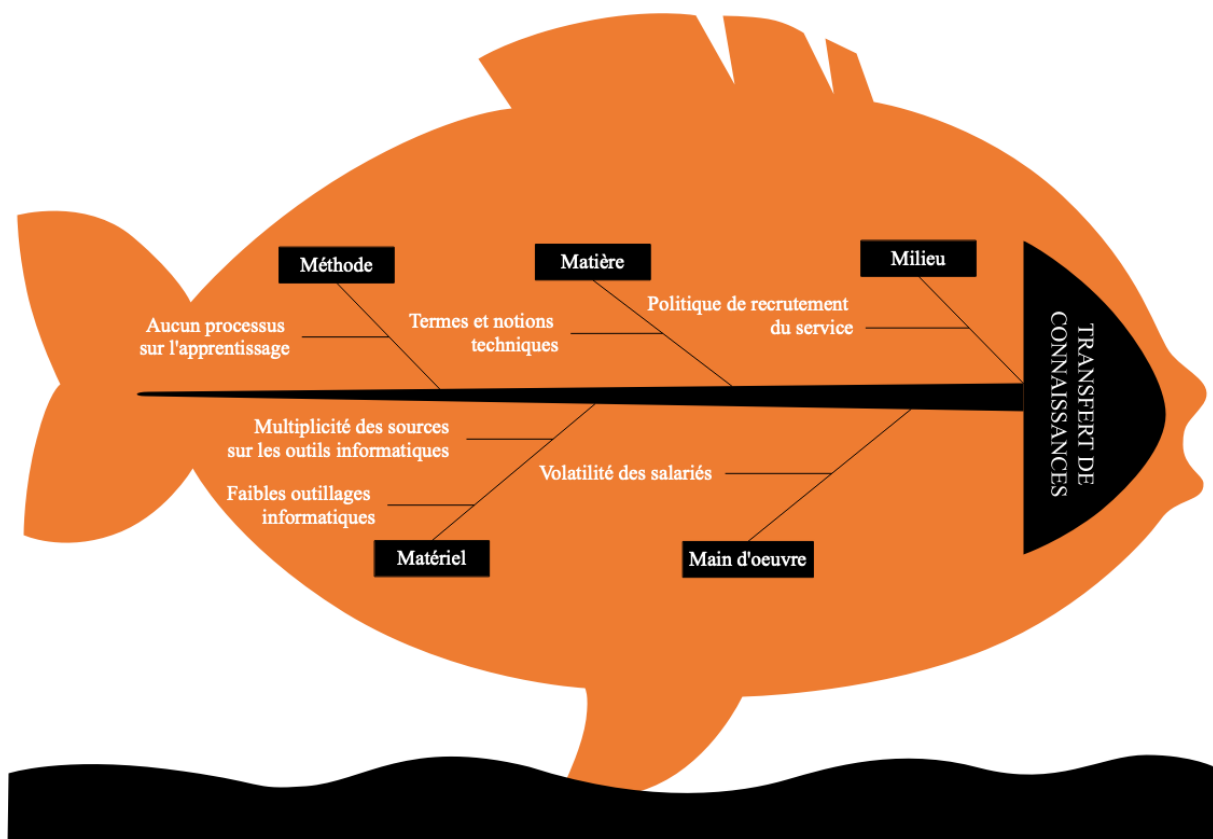 Méthode
Matière
Milieu
Aucun processus
sur l'apprentissage
Termes et notions
techniques
Politique de recrutement
du service
TRANSFERT DE
CONNAISSANCES
Multiplicité des sources
sur les outils informatiques
Faibles outillages
informatiques
Volatilité des salariés
Matériel
Main d'oeuvre